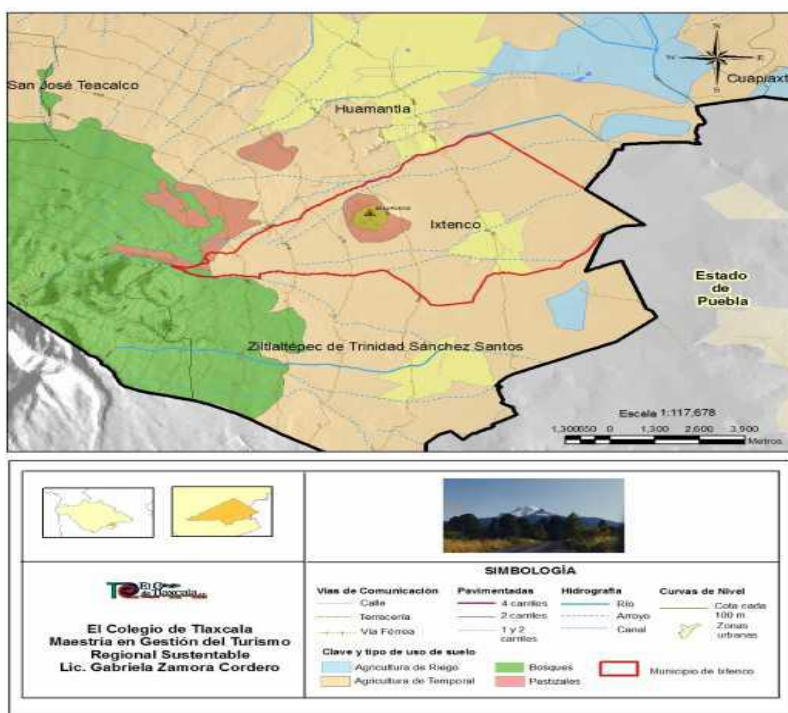 San José Teacalco
Huamantla
Cuapiaxt
N
W
E
S
Ixtenco
Estado
de
Puebla
Ziltlaltépec de Trinidad Sánchez Santos
Escala 1:117,678
1,300650 0 1,300 2,600 3,900
Metros
El Colegio de Tlaxcala
Maestría en Gestión del Turismo
Regional Sustentable
Lic. Gabriela Zamora Cordero
SIMBOLOGÍA
Vías de Comunicación
Calle
Terracería
Vía Férrea
Pavimentadas
4 carriles
2 carriles
1 y 2
carriles
Hidrografía
Río
Arroyo
Canal
Curvas de Nivel
Cota cada
100 m
Zonas
urbanas
Clave y tipo de uso de suelo
Agricultura de Riego
Agricultura de Temporal
Bosques
Pastizales
Municipio de Ixtenco